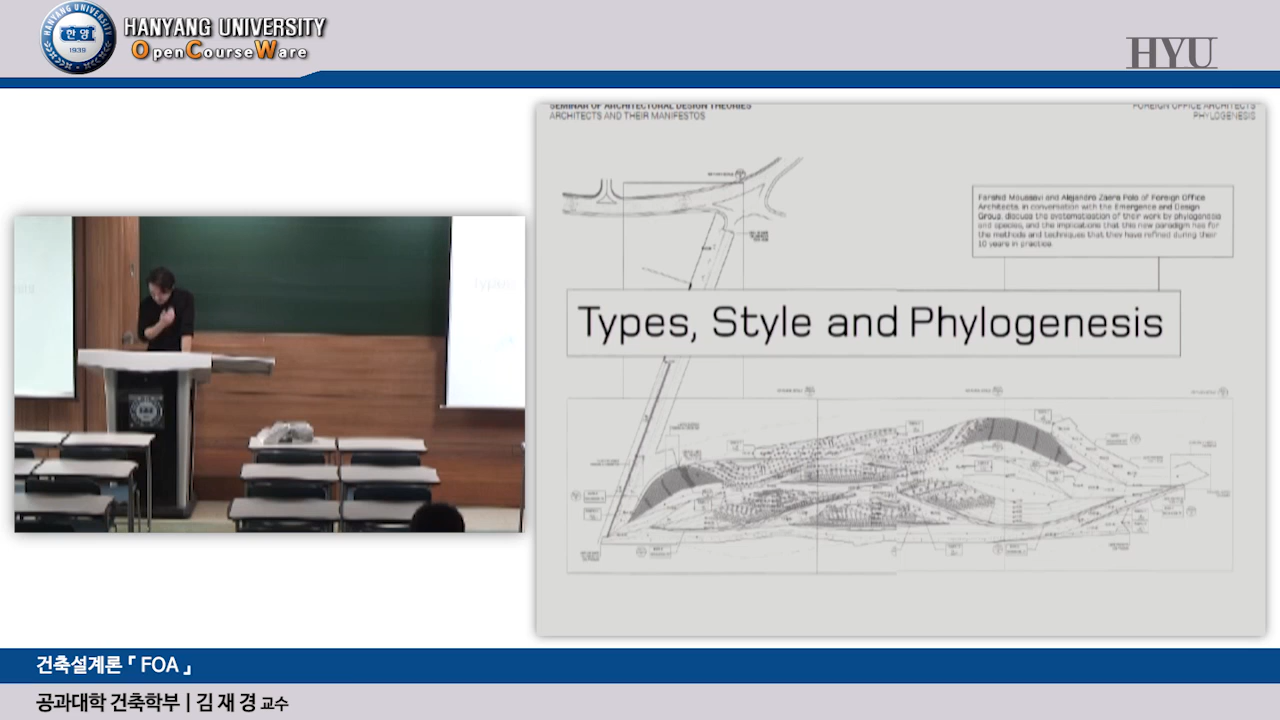 HANYANG UNIVERSITY
OpenCourseWare
한양
1939
HYU
SEMINAR OF ARCHITECTURAL DESIGN THEORIES
ARCHITECTS AND THEIR MANIFESTOS
FOREIGN OFFICE ARCHITECTS
PHYLOGENESIS
Farshid Moussavi and Alejandro Zaera Polo of Foreign Office
Architects, in conversation with the Emergence and Design
Group, discuss the systematisation of their work by phylogenesis
and species, and the implications that this new paradigm has for
the methods and techniques that they have refined during their
10 years in practice.
Types, Style and Phylogenesis
건축설계론「 FOA 」
공과대학 건축학부 | 김 재 경 교수